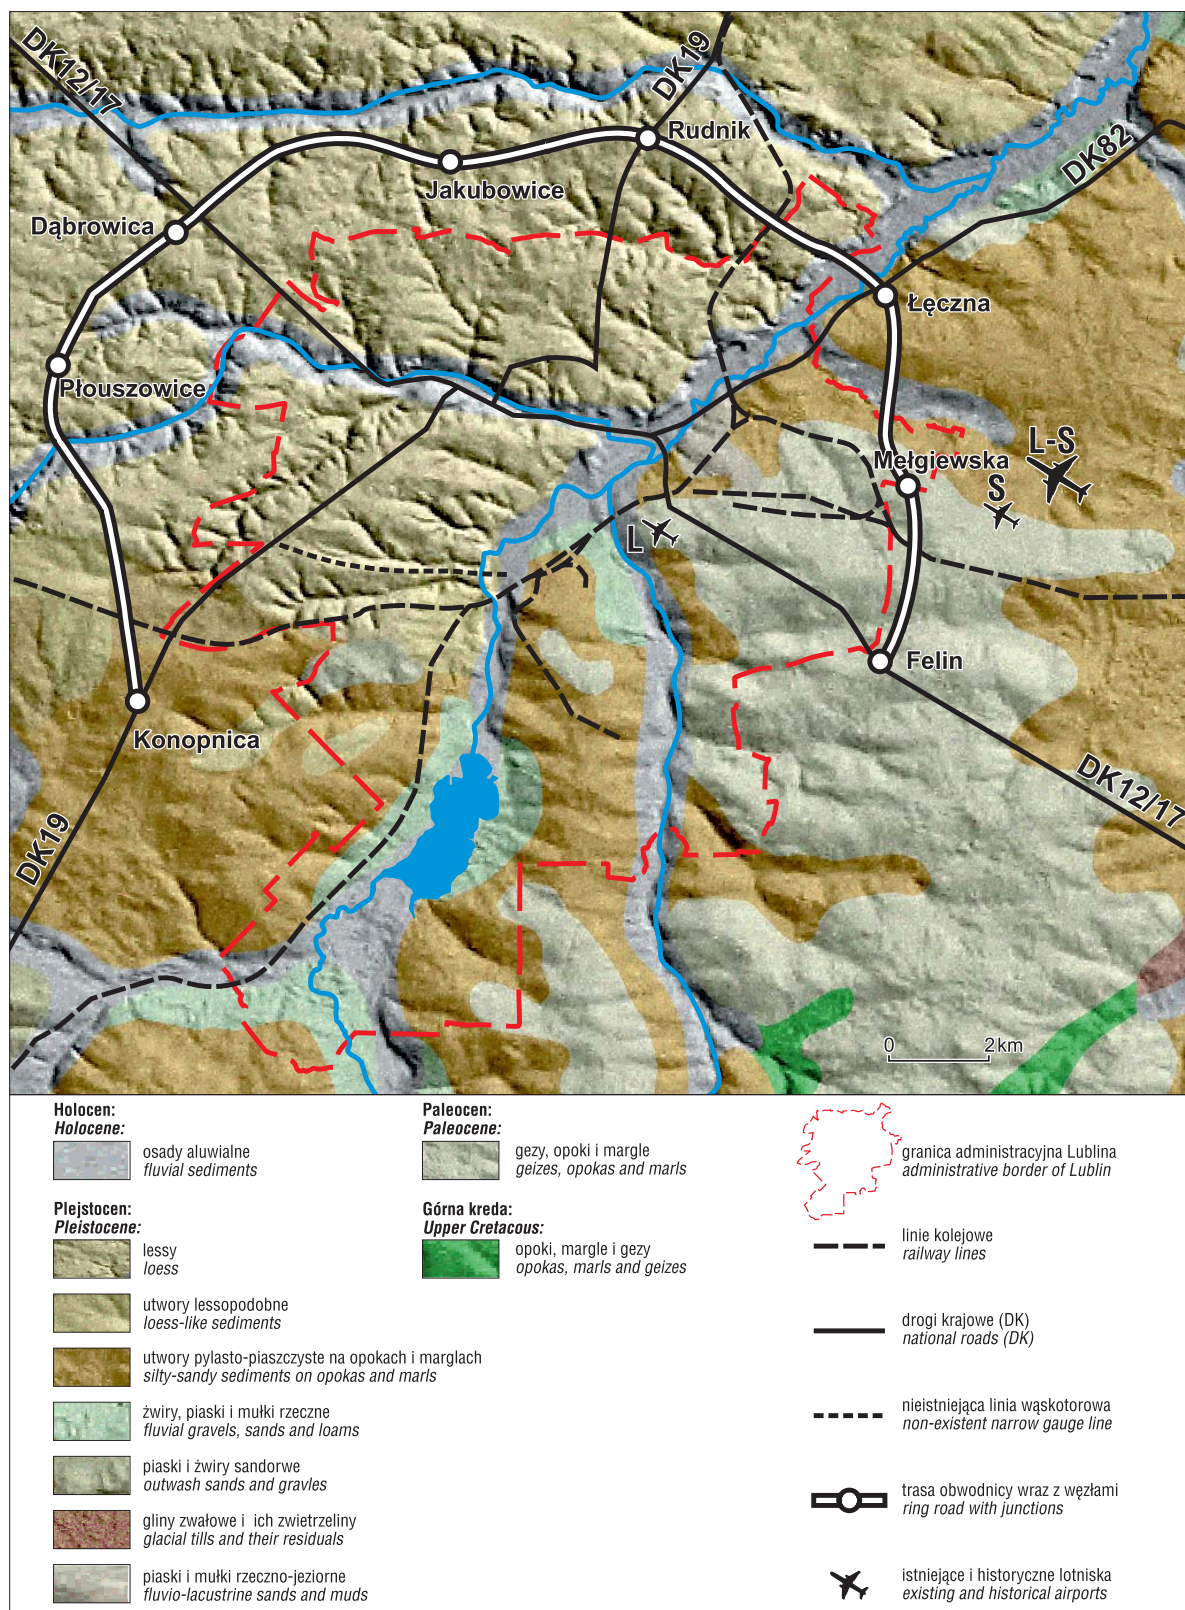 DK12/17
DK19
Rudnik
DK82
Jakubowice
Dąbrowica
Łęczna
Płouszowice
L-S
Mełgiewska
S
L
Felin
Konopnica
DK12/17
DK19
0 2 km
Holocen:
Holocene:
osady aluwialne
fluvial sediments
Plejstocen:
Pleistocene:
lessy
loess
utwory lessopodobne
loess-like sediments
utwory pylasto-piaszczyste na opokach i marglach
silty-sandy sediments on opokas and marls
żwiry, piaski i mułki rzeczne
fluvial gravels, sands and loams
piaski i żwiry sandorwe
outwash sands and gravles
gliny zwałowe i ich zwietrzeliny
glacial tills and their residuals
piaski i mułki rzeczno-jeziorne
fluvio-lacustrine sands and muds
Paleocen:
Paleocene:
gezy, opoki i margle
geizes, opokas and marls
Górna kreda:
Upper Cretacous:
opoki, margle i gezy
opokas, marls and geizes
granica administracyjna Lublina
administrative border of Lublin
linie kolejowe
railway lines
drogi krajowe (DK)
national roads (DK)
nieistniejąca linia wąskotorowa
non-existent narrow gauge line
trasa obwodnicy wraz z węzłami
ring road with junctions
istniejące i historyczne lotniska
existing and historical airports